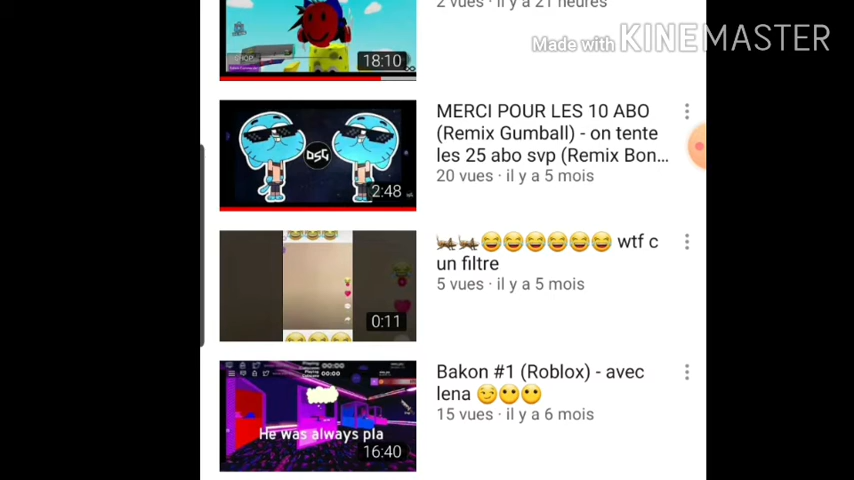 2 vues · il y a 21 heures
Made with KINEMASTER
SHOP
18:10
MERCI POUR LES 10 ABO
(Remix Gumball) - on tente
les 25 abo svp (Remix Bon...
20 vues · il y a 5 mois
DSG
2:48
🦗🦗😂😂😂😂😂😂 wtf c
un filtre
5 vues · il y a 5 mois
0:11
Bakon #1 (Roblox) - avec
lena 😏😶😶
15 vues · il y a 6 mois
He was always pla
16:40